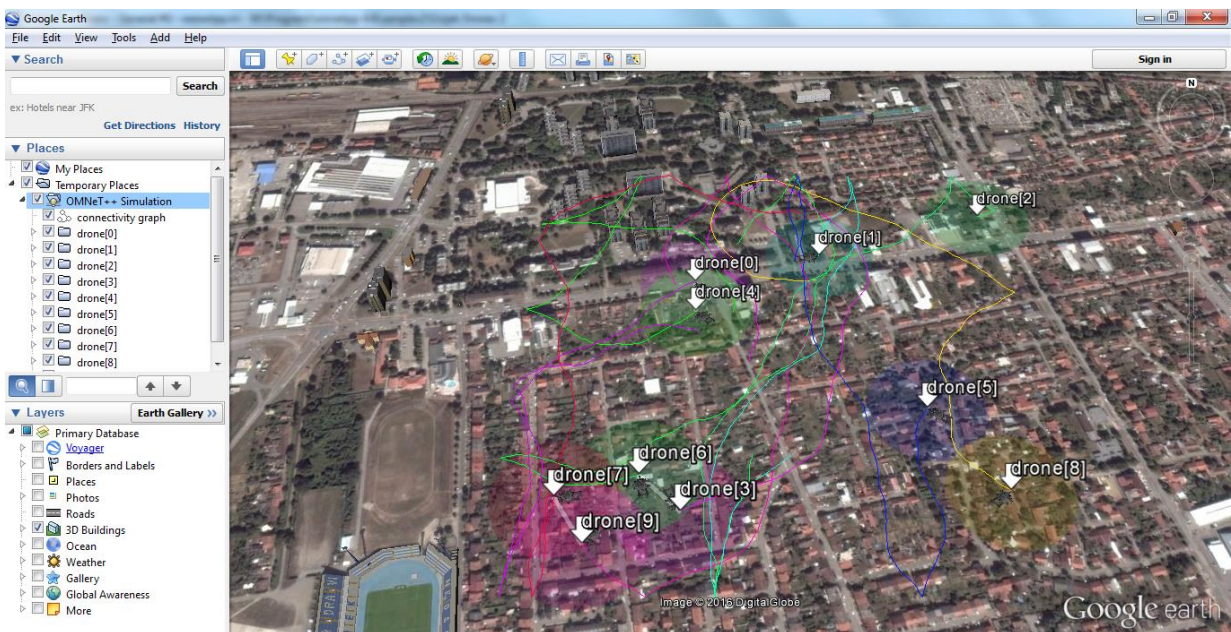 Google Earth
File Edit View Tools Add Help
Search
Sign in
N
Search
ex: Hotels near JFK
Get Directions History
Places
My Places
Temporary Places
OMNeT++ Simulation
connectivity graph
drone[0]
drone[1]
drone[2]
drone[3]
drone[4]
drone[5]
drone[6]
drone[7]
drone[8]
Layers
Earth Gallery >>
Primary Database
Voyager
Borders and Labels
Places
Photos
Roads
3D Buildings
Ocean
Weather
Gallery
Global Awareness
More
drone[2]
drone[1]
drone[0]
drone[4]
drone[5]
drone[6]
drone[8]
drone[7]
drone[3]
drone[9]
Image © 2016 DigitalGlobe
Google earth